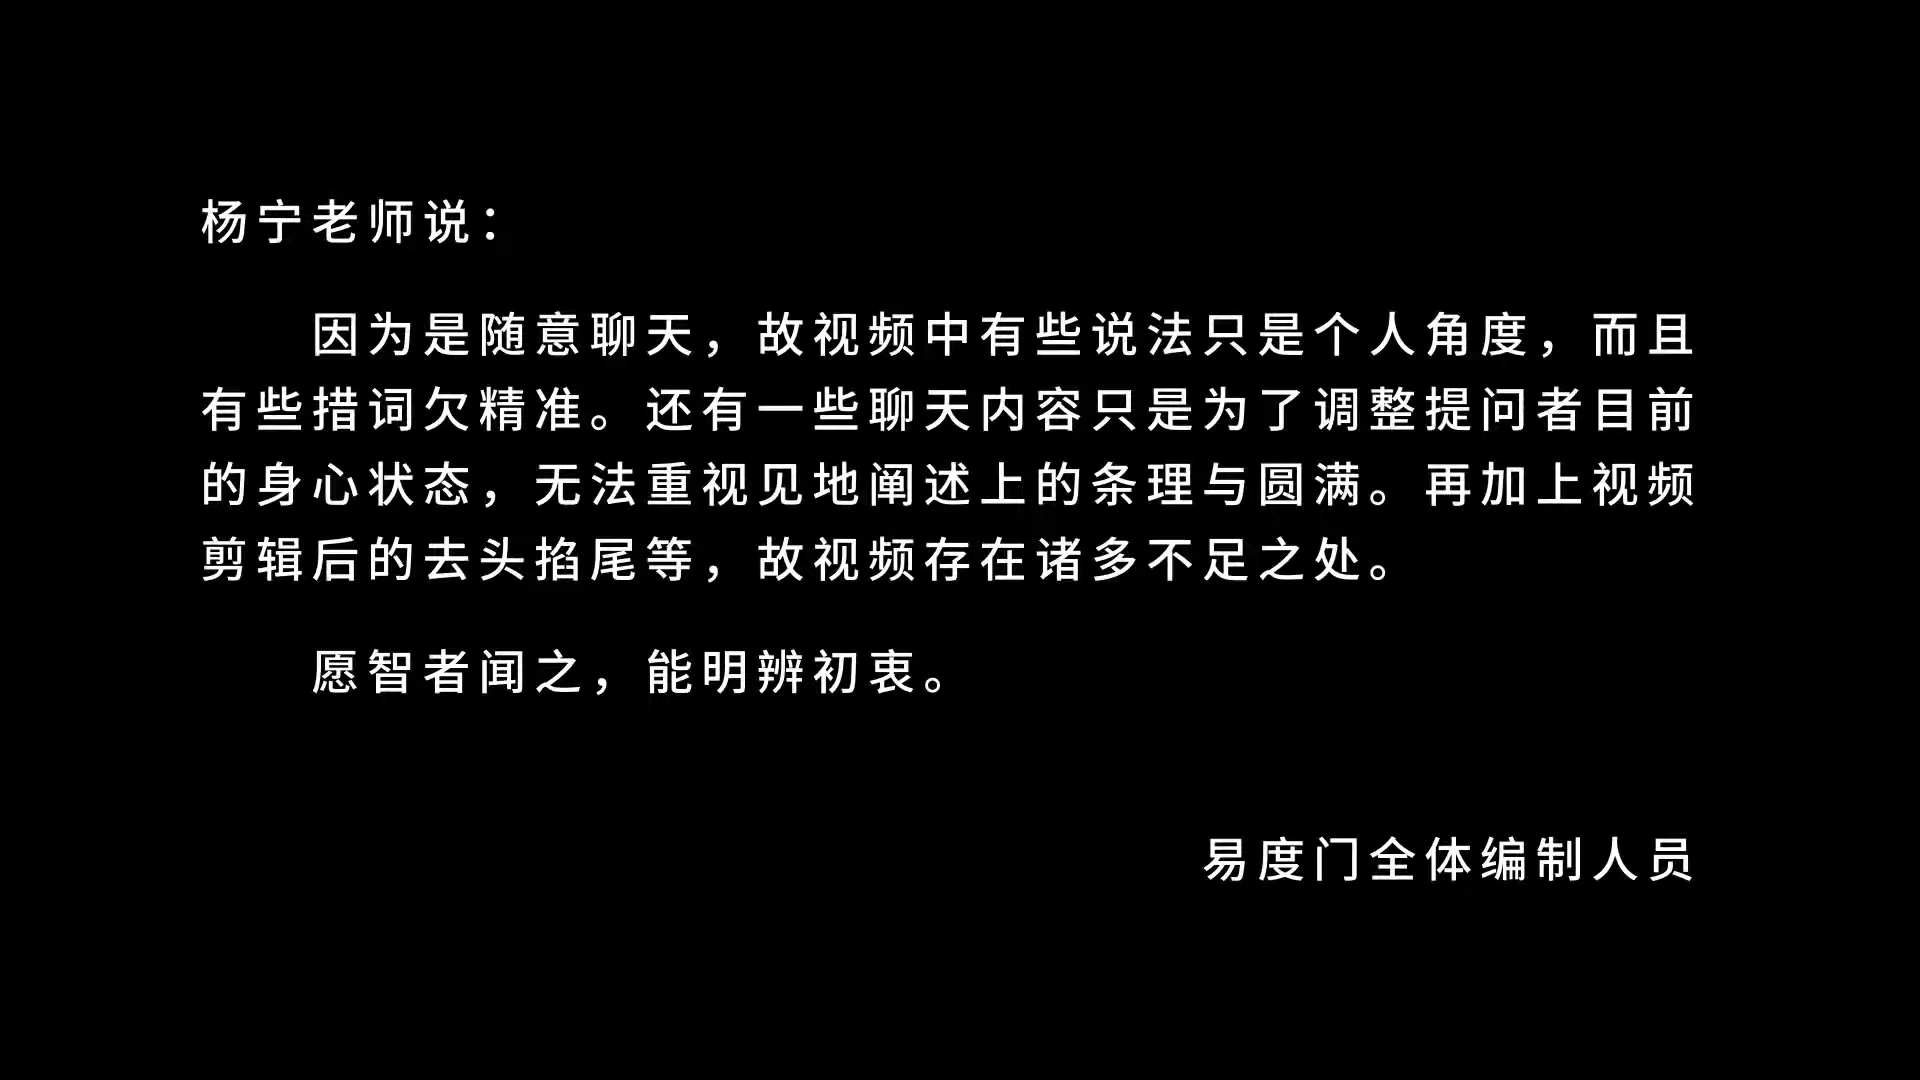 杨宁老师说：
因为是随意聊天，故视频中有些说法只是个人角度，而且
有些措词欠精准。还有一些聊天内容只是为了调整提问者目前
的身心状态，无法重视见地阐述上的条理与圆满。再加上视频
剪辑后的去头掐尾等，故视频存在诸多不足之处。
愿智者闻之，能明辨初衷。
易度门全体编制人员